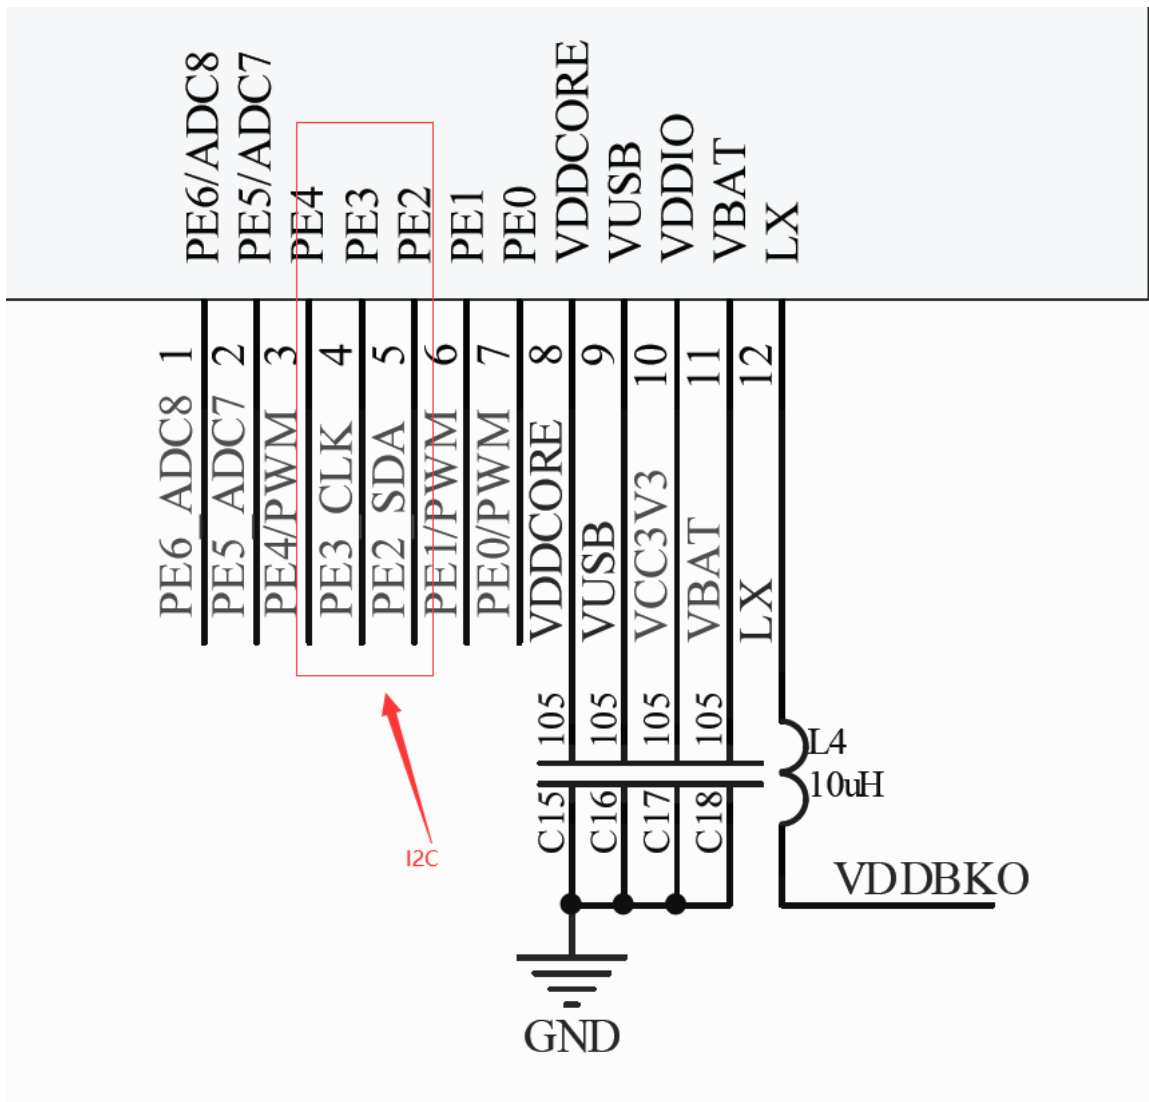 PE6/ADC8
PE5/ADC7
PE4
PE3
PE2
PE1
PE0
VDDCORE
VUSB
VDDIO
VBAT
LX
1
2
3
4
5
6
7
8
9
10
11
12
PE6_ADC8
PE5_ADC7
PE4/PWM
PE3_CLK
PE2_SDA
PE1/PWM
PE0/PWM
VDDCORE
VUSB
VCC3V3
VBAT
LX
105
105
105
105
L4
10uH
C15
C16
C17
C18
I2C
VDDBKO
GND